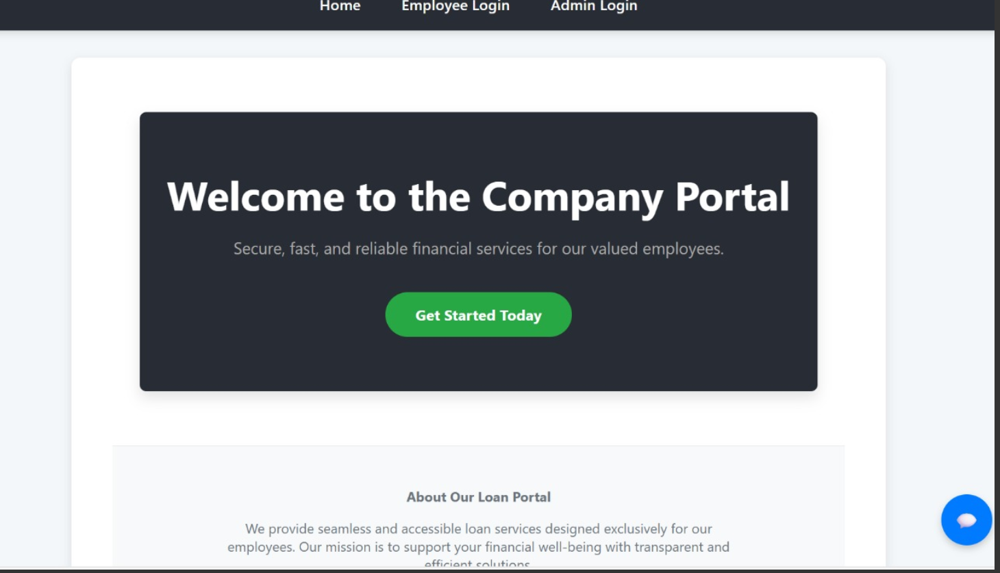 Home Employee Login Admin Login
Welcome to the Company Portal
Secure, fast, and reliable financial services for our valued employees.
Get Started Today
About Our Loan Portal
We provide seamless and accessible loan services designed exclusively for our
employees. Our mission is to support your financial well-being with transparent and
efficient solutions.